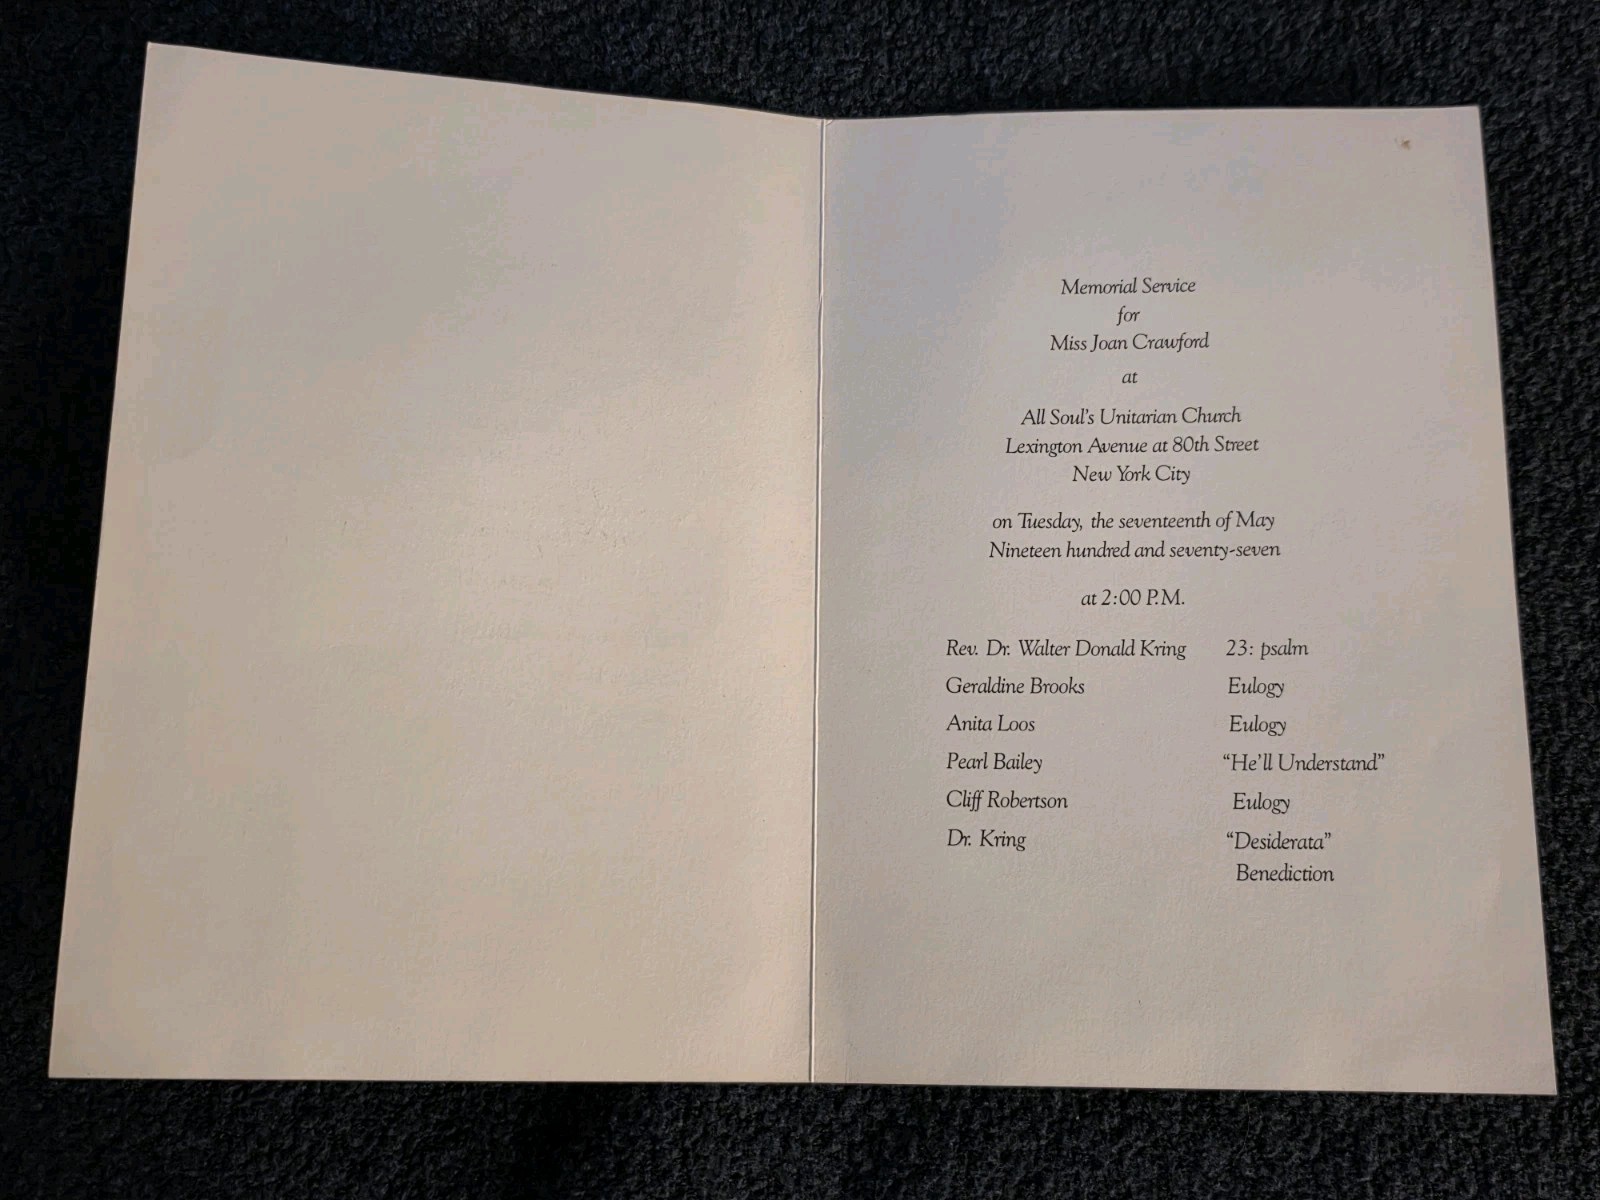 Memorial Service
for
Miss Joan Crawford
at
All Soul's Unitarian Church
Lexington Avenue at 80th Street
New York City
on Tuesday, the seventeenth of May
Nineteen hundred and seventy-seven
at 2:00 P.M.
Rev. Dr. Walter Donald Kring 23: psalm
Geraldine Brooks Eulogy
Anita Loos Eulogy
Pearl Bailey “He'll Understand”
Cliff Robertson Eulogy
Dr. Kring “Desiderata”
Benediction